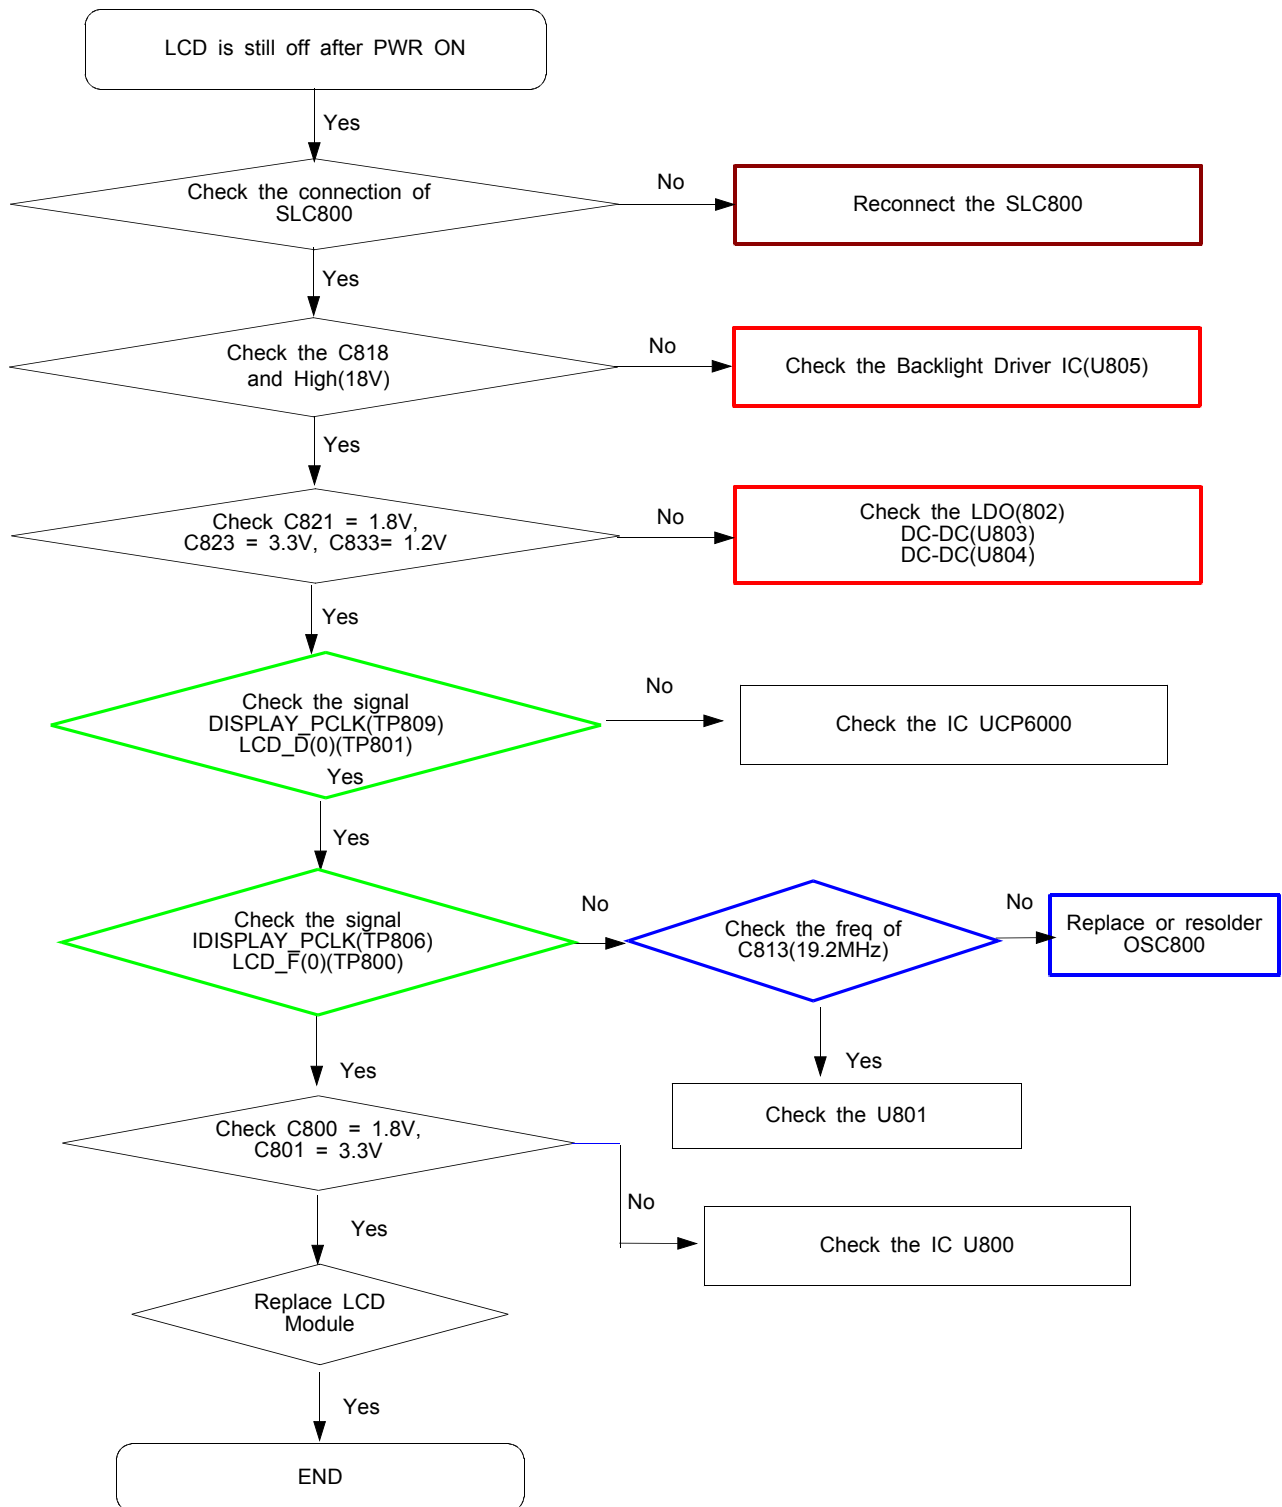 LCD is still off after PWR ON
Yes
Check the connection of
SLC800
No
Reconnect the SLC800
Yes
Check the C818
and High(18V)
No
Check the Backlight Driver IC(U805)
Yes
Check C821 = 1.8V,
C823 = 3.3V, C833= 1.2V
No
Check the LDO(802)
DC-DC(U803)
DC-DC(U804)
Yes
Check the signal
DISPLAY_PCLK(TP809)
LCD_D(0)(TP801)
Yes
No
Check the IC UCP6000
Yes
Check the signal
IDISPLAY_PCLK(TP806)
LCD_F(0)(TP800)
No
Check the freq of
C813(19.2MHz)
No
Replace or resolder
OSC800
Yes
Check the U801
Yes
Check C800 = 1.8V,
C801 = 3.3V
No
Check the IC U800
Yes
Replace LCD
Module
Yes
END